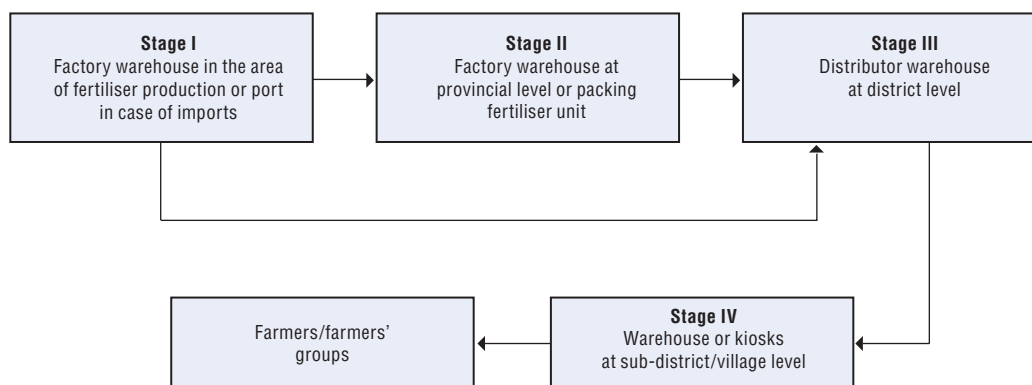 Stage I
Factory warehouse in the area
of fertiliser production or port
in case of imports
Stage II
Factory warehouse at
provincial level or packing
fertiliser unit
Stage III
Distributor warehouse
at district level
Farmers/farmers'
groups
Stage IV
Warehouse or kiosks
at sub-district/village level